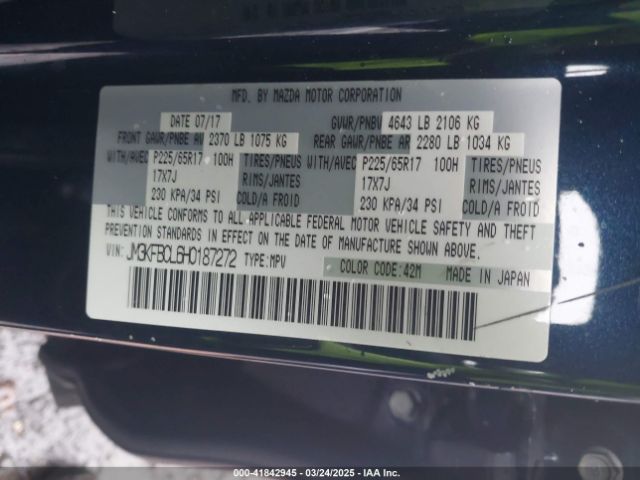 MFD. BY MAZDA MOTOR CORPORATION
DATE 07/17 GVWR/PNBV 4643 LB 2106 KG
FRONT GAWR/PNBE AV 2370 LB 1075 KG REAR GAWR/PNBE AR 2280 LB 1034 KG
WITH/AVEC P225/65R17 100H TIRES/PNEUS WITH/AVEC P225/65R17 100H TIRES/PNEUS
17X7J RIMS/JANTES 17X7J RIMS/JANTES
230 KPA/34 PSI COLD/A FROID 230 KPA/34 PSI COLD/A FROID
THIS VEHICLE CONFORMS TO ALL APPLICABLE FEDERAL MOTOR VEHICLE SAFETY AND THEFT
PREVENTION STANDARDS IN EFFECT ON THE DATE OF MANUFACTURE SHOWN ABOVE.
VIN: JM3KFBCL6H0187272 TYPE: MPV COLOR CODE: 42M MADE IN JAPAN
000-41842945 - 03/24/2025 - IAA Inc.